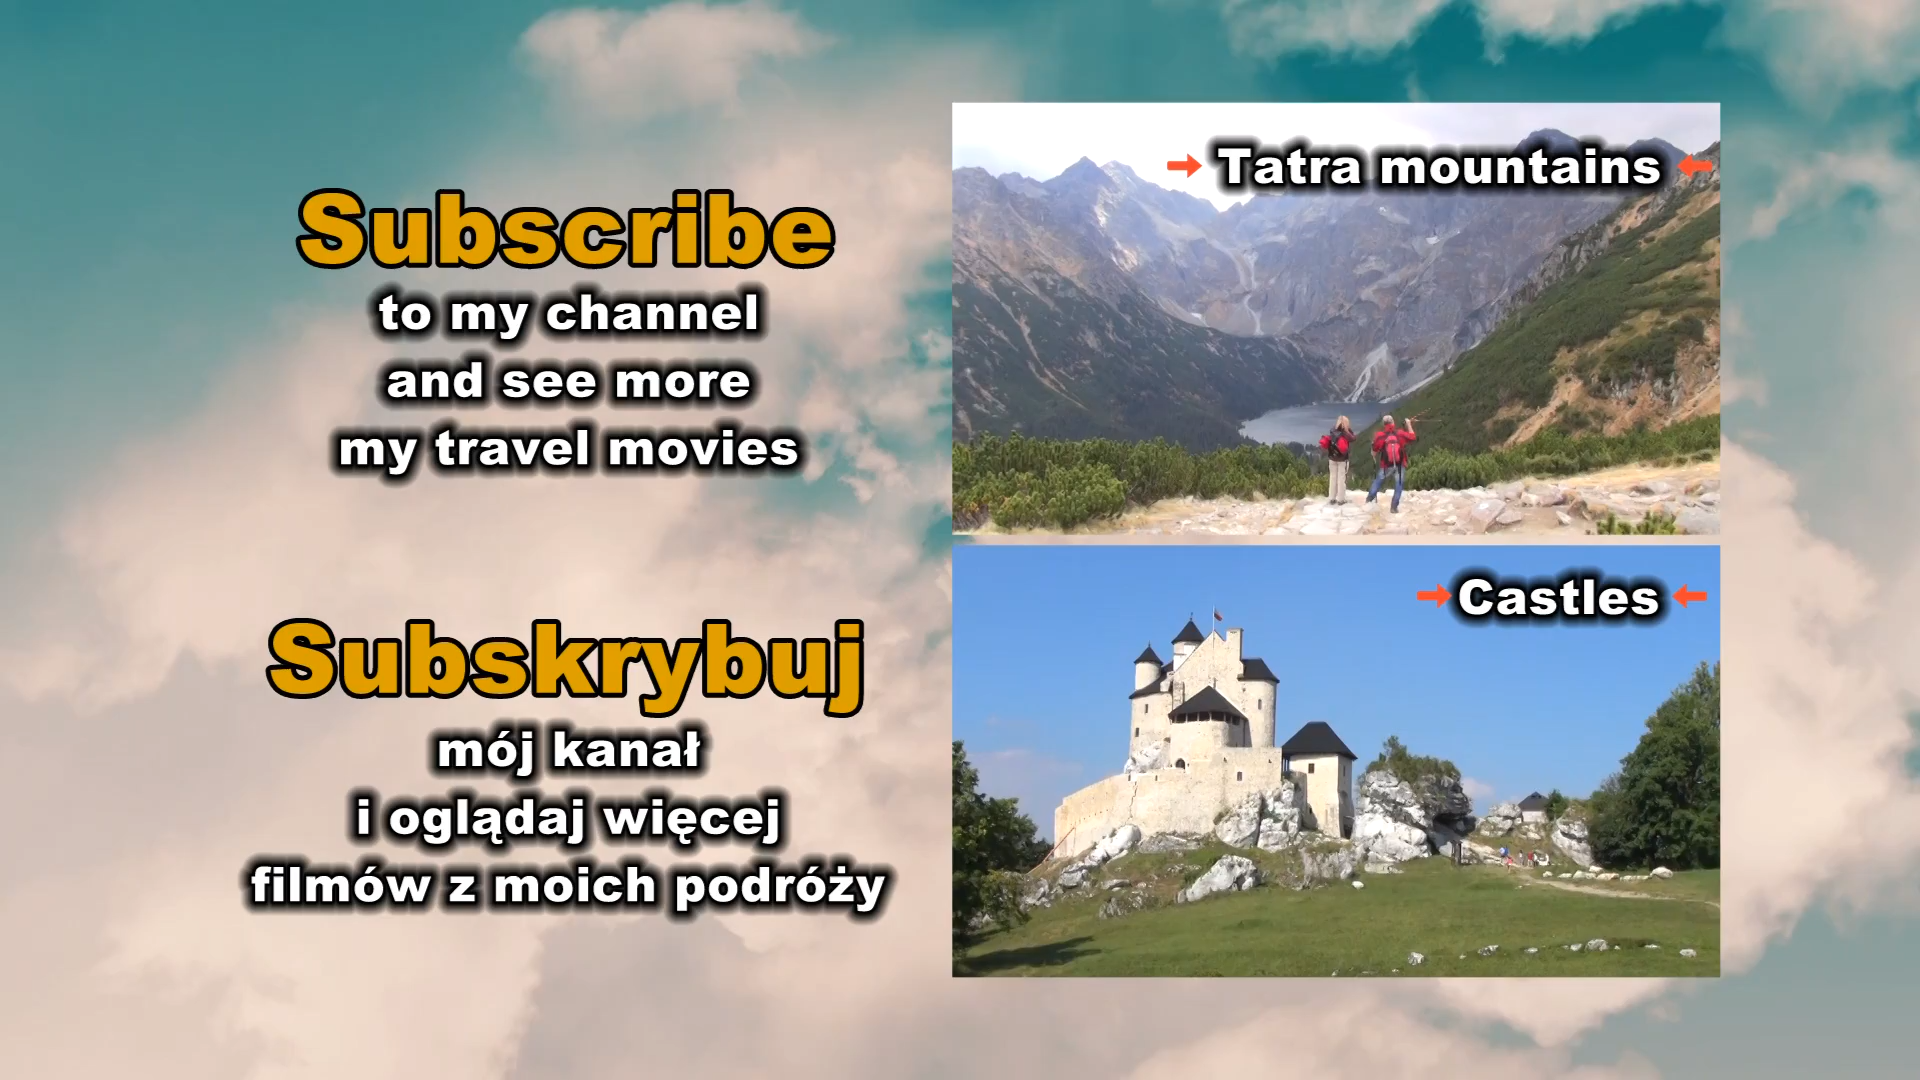 Subscribe
to my channel
and see more
my travel movies
Subskrybuj
mój kanał
i oglądaj więcej
filmów z moich podróży
Tatra mountains
Castles